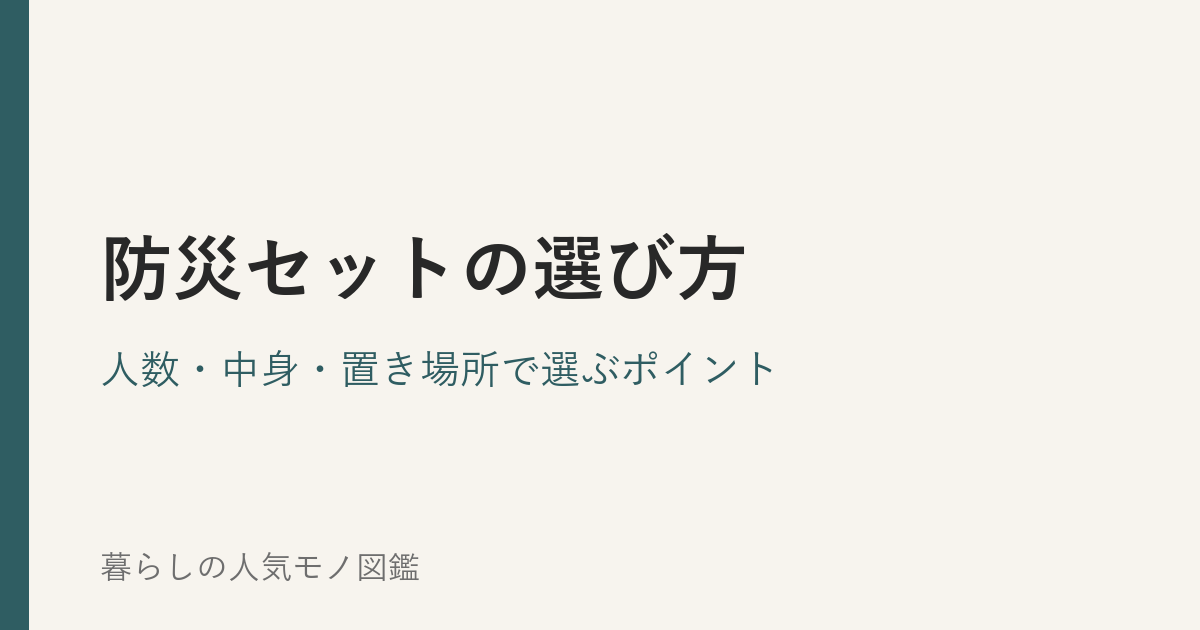 防災セットの選び方
人数・中身・置き場所で選ぶポイント
暮らしの人気モノ図鑑